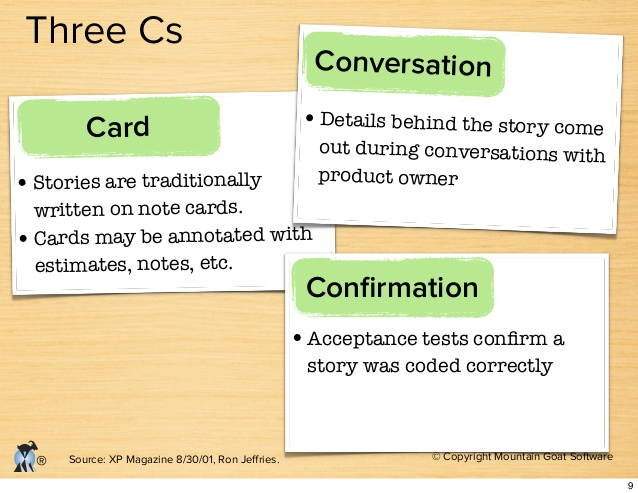 Three Cs
Card
• Stories are traditionally
written on note cards.
• Cards may be annotated with
estimates, notes, etc.
Conversation
• Details behind the story come
out during conversations with
product owner
Confirmation
• Acceptance tests confirm a
story was coded correctly
®
Source: XP Magazine 8/30/01, Ron Jeffries.
© Copyright Mountain Goat Software
9